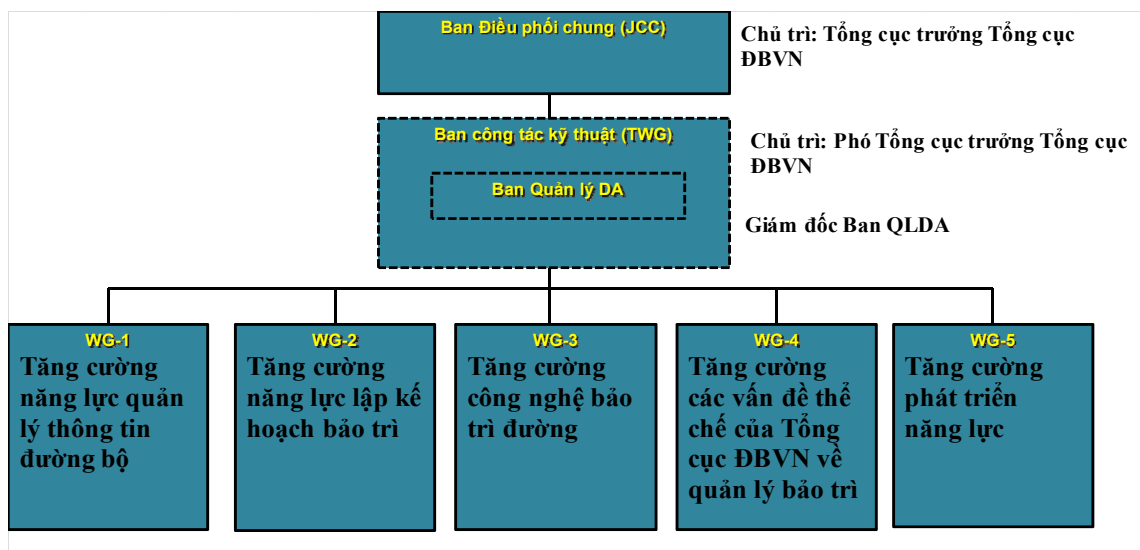 Ban Điều phối chung (JCC)
Chủ trì: Tổng cục trưởng Tổng cục
ĐBVN
Ban công tác kỹ thuật (TWG)
Chủ trì: Phó Tổng cục trưởng Tổng cục
ĐBVN
Ban Quản lý DA
Giám đốc Ban QLDA
WG-1
Tăng cường
năng lực quản
lý thông tin
đường bộ
WG-2
Tăng cường
năng lực lập kế
hoạch bảo trì
WG-3
Tăng cường
công nghệ bảo
trì đường
WG-4
Tăng cường
các vấn đề thể
chế của Tổng
cục ĐBVN về
quản lý bảo trì
WG-5
Tăng cường
phát triển
năng lực